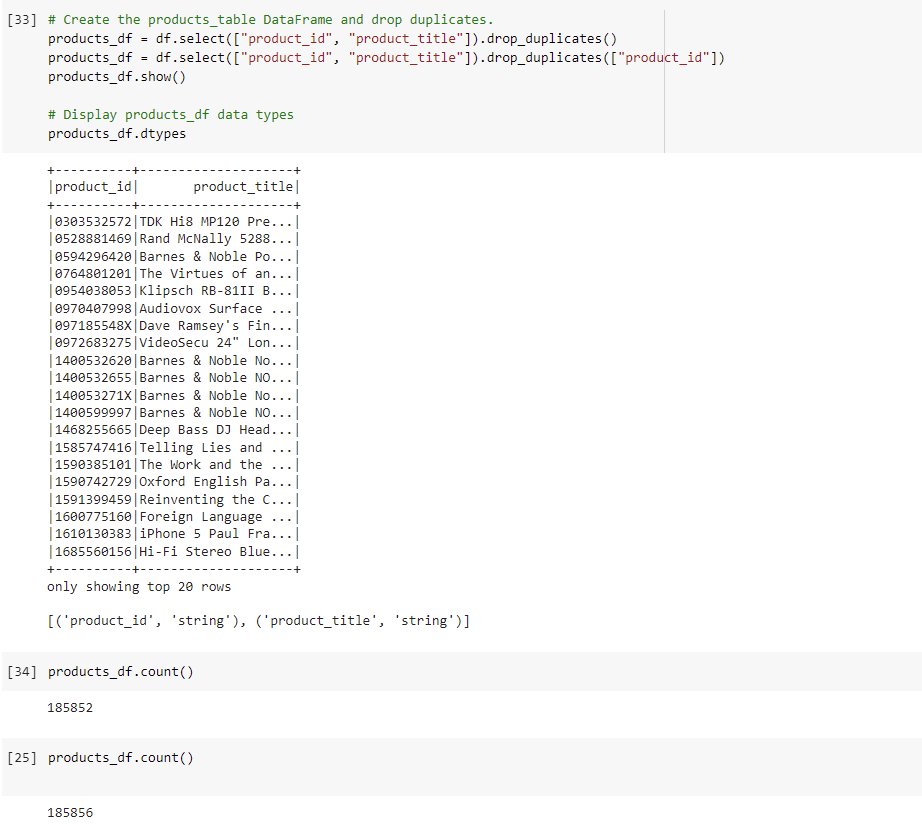 [33] # Create the products_table DataFrame and drop duplicates.
products_df = df.select(["product_id", "product_title"]).drop_duplicates()
products_df = df.select(["product_id", "product_title"]).drop_duplicates(["product_id"])
products_df.show()
# Display products_df data types
products_df.dtypes
+----------+--------------------+
|product_id|       product_title|
+----------+--------------------+
|0303532572|TDK Hi8 MP120 Pre...|
|0528881469|Rand McNally 5288...|
|0594296420|Barnes & Noble Po...|
|0764801201|The Virtues of an...|
|0954038053|Klipsch RB-81II B...|
|0970407998|Audiovox Surface ...|
|097185548X|Dave Ramsey's Fin...|
|0972683275|VideoSecu 24" Lon...|
|1400532620|Barnes & Noble No...|
|1400532655|Barnes & Noble NO...|
|140053271X|Barnes & Noble No...|
|1400599997|Barnes & Noble NO...|
|1468255665|Deep Bass DJ Head...|
|1585747416|Telling Lies and ...|
|1590385101|The Work and the ...|
|1590742729|Oxford English Pa...|
|1591399459|Reinventing the C...|
|1600775160|Foreign Language ...|
|1610130383|iPhone 5 Paul Fra...|
|1685560156|Hi-Fi Stereo Blue...|
+----------+--------------------+
only showing top 20 rows
[('product_id', 'string'), ('product_title', 'string')]
[34] products_df.count()
185852
[25] products_df.count()
185856